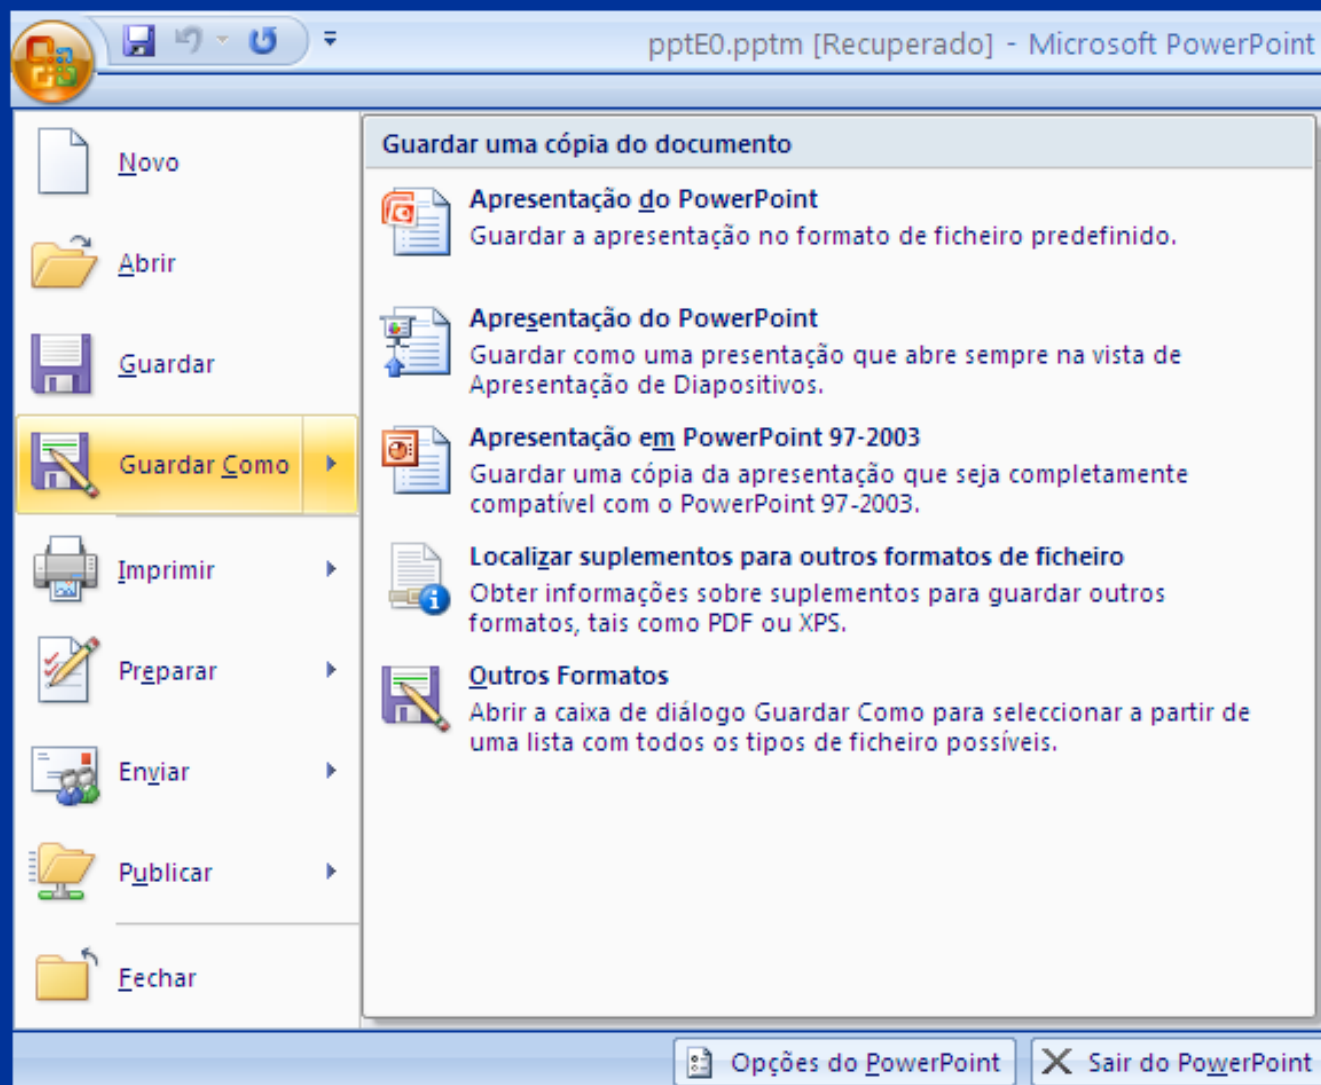 pptE0.pptm [Recuperado] - Microsoft PowerPoint
Novo
Abrir
Guardar
Guardar Como
Imprimir
Preparar
Enviar
Publicar
Fechar
Guardar uma cópia do documento
Apresentação do PowerPoint
Guardar a apresentação no formato de ficheiro predefinido.
Apresentação do PowerPoint
Guardar como uma presentação que abre sempre na vista de
Apresentação de Diapositivos.
Apresentação em PowerPoint 97-2003
Guardar uma cópia da apresentação que seja completamente
compatível com o PowerPoint 97-2003.
Localizar suplementos para outros formatos de ficheiro
Obter informações sobre suplementos para guardar outros
formatos, tais como PDF ou XPS.
Outros Formatos
Abrir a caixa de diálogo Guardar Como para seleccionar a partir de
uma lista com todos os tipos de ficheiro possíveis.
Opções do PowerPoint
Sair do PowerPoint